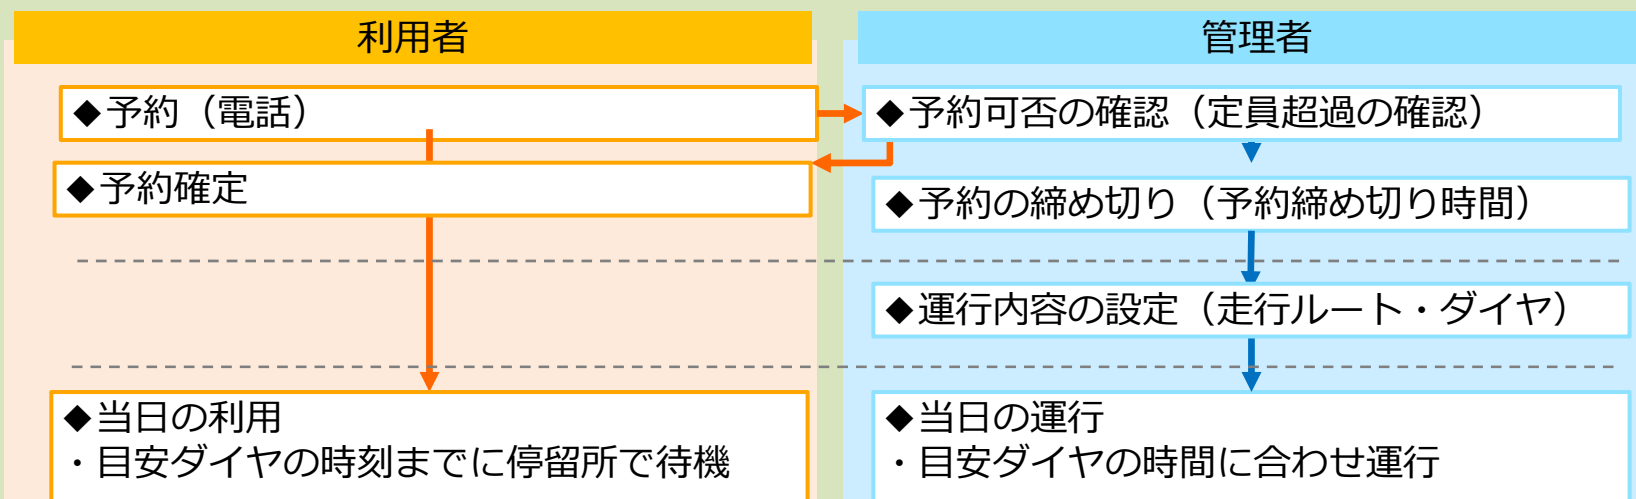 利用者
管理者
◆予約（電話）
◆予約可否の確認（定員超過の確認）
◆予約確定
◆予約の締め切り（予約締め切り時間）
◆運行内容の設定（走行ルート・ダイヤ）
◆当日の利用
・目安ダイヤの時刻までに停留所で待機
◆当日の運行
・目安ダイヤの時間に合わせ運行